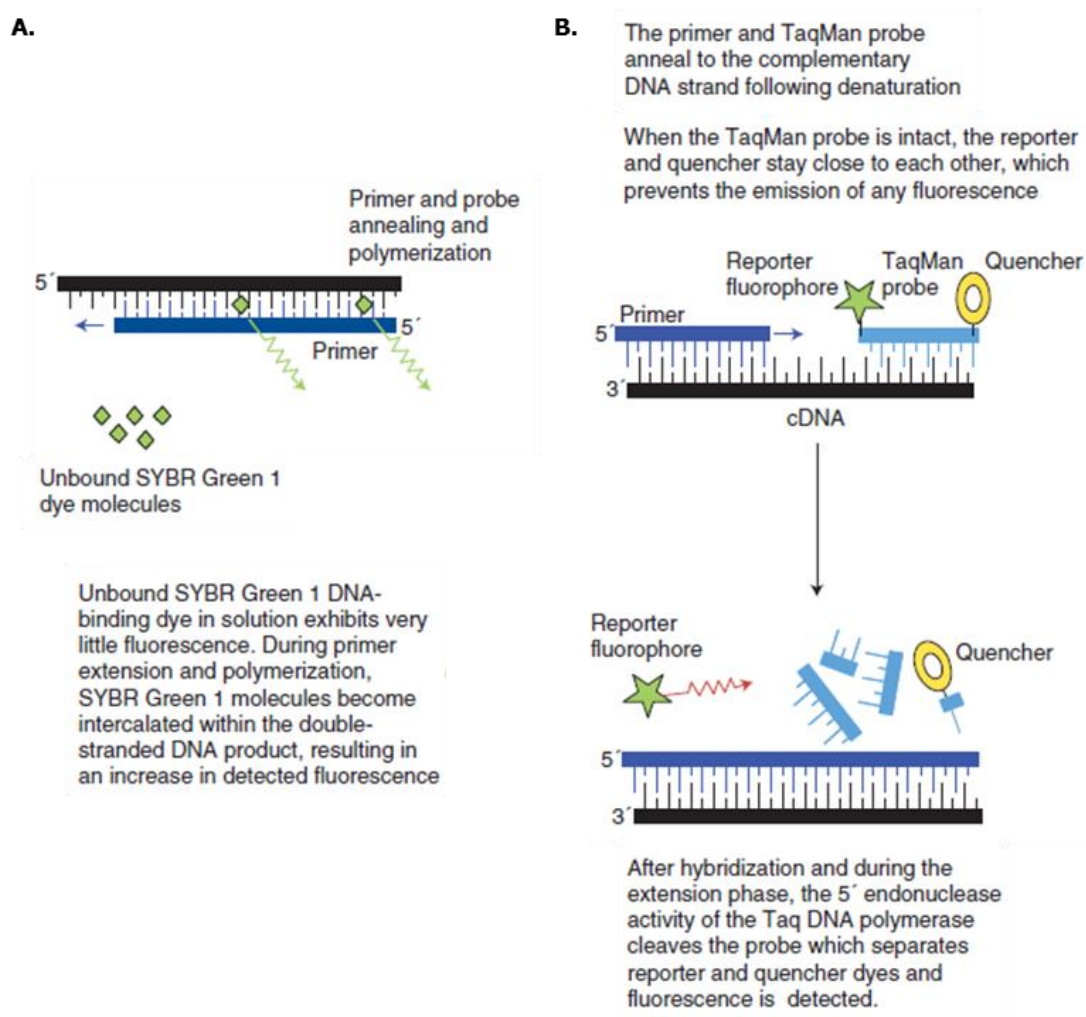 A.
Primer and probe
annealing and
polymerization
5´
5´
Primer
Unbound SYBR Green 1
dye molecules
Unbound SYBR Green 1 DNA-
binding dye in solution exhibits very
little fluorescence. During primer
extension and polymerization,
SYBR Green 1 molecules become
intercalated within the double-
stranded DNA product, resulting in
an increase in detected fluorescence
B.
The primer and TaqMan probe
anneal to the complementary
DNA strand following denaturation
When the TaqMan probe is intact, the reporter
and quencher stay close to each other, which
prevents the emission of any fluorescence
Reporter
fluorophore
TaqMan
probe
Quencher
Primer
5´
3´
cDNA
Reporter
fluorophore
Quencher
5´
3´
After hybridization and during the
extension phase, the 5´ endonuclease
activity of the Taq DNA polymerase
cleaves the probe which separates
reporter and quencher dyes and
fluorescence is detected.